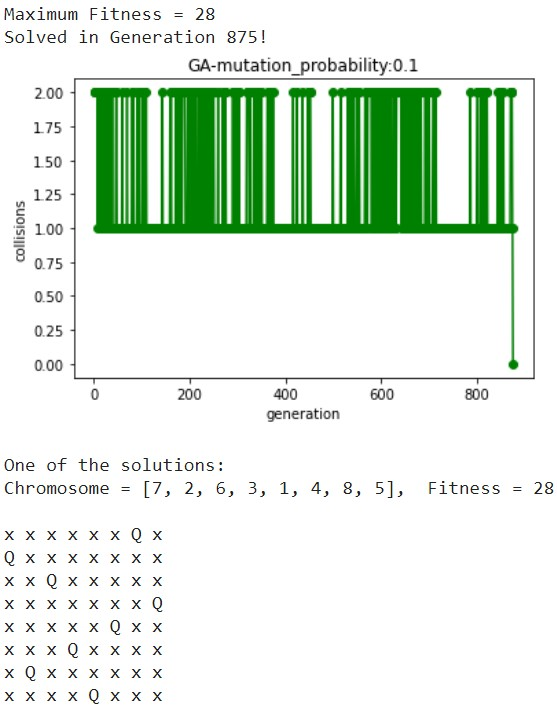 Maximum Fitness = 28
Solved in Generation 875!
GA-mutation_probability:0.1
2.00
1.75
1.50
1.25
1.00
0.75
0.50
0.25
0.00
collisions
0 200 400 600 800
generation
One of the solutions:
Chromosome = [7, 2, 6, 3, 1, 4, 8, 5],  Fitness = 28
x x x x x x Q x
Q x x x x x x x
x x Q x x x x x
x x x x x x x Q
x x x x x Q x x
x x x Q x x x x
x Q x x x x x x
x x x x Q x x x